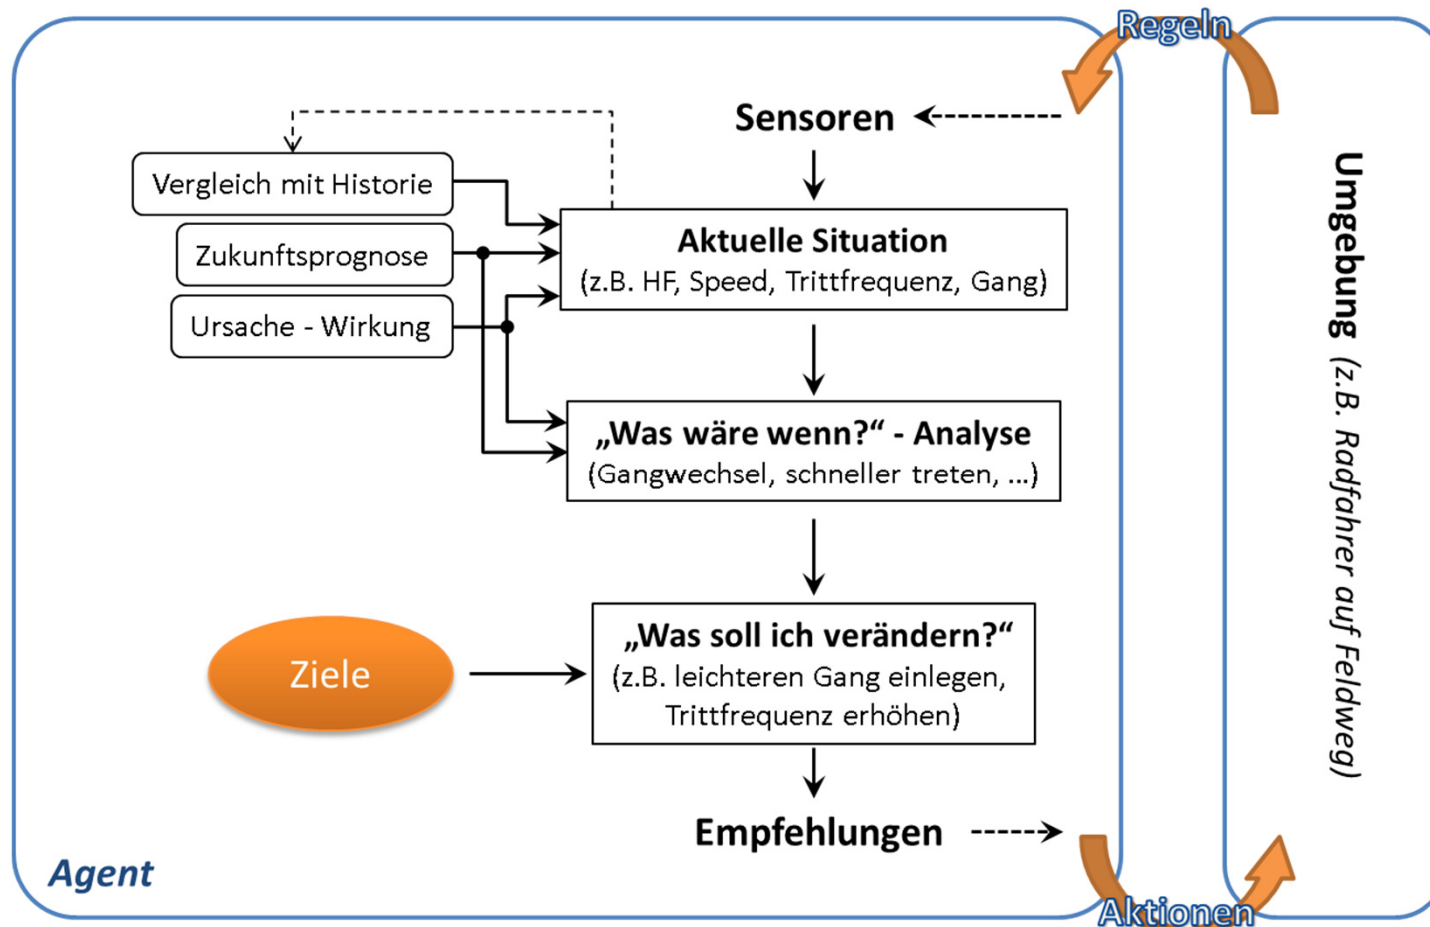 Regeln
Sensoren
Vergleich mit Historie
Zukunftsprognose
Ursache - Wirkung
Aktuelle Situation
(z.B. HF, Speed, Trittfrequenz, Gang)
„Was wäre wenn?“ - Analyse
(Gangwechsel, schneller treten, ...)
Ziele
„Was soll ich verändern?“
(z.B. leichteren Gang einlegen,
Trittfrequenz erhöhen)
Empfehlungen
Agent
Aktionen
Umgebung (z.B. Radfahrer auf Feldweg)